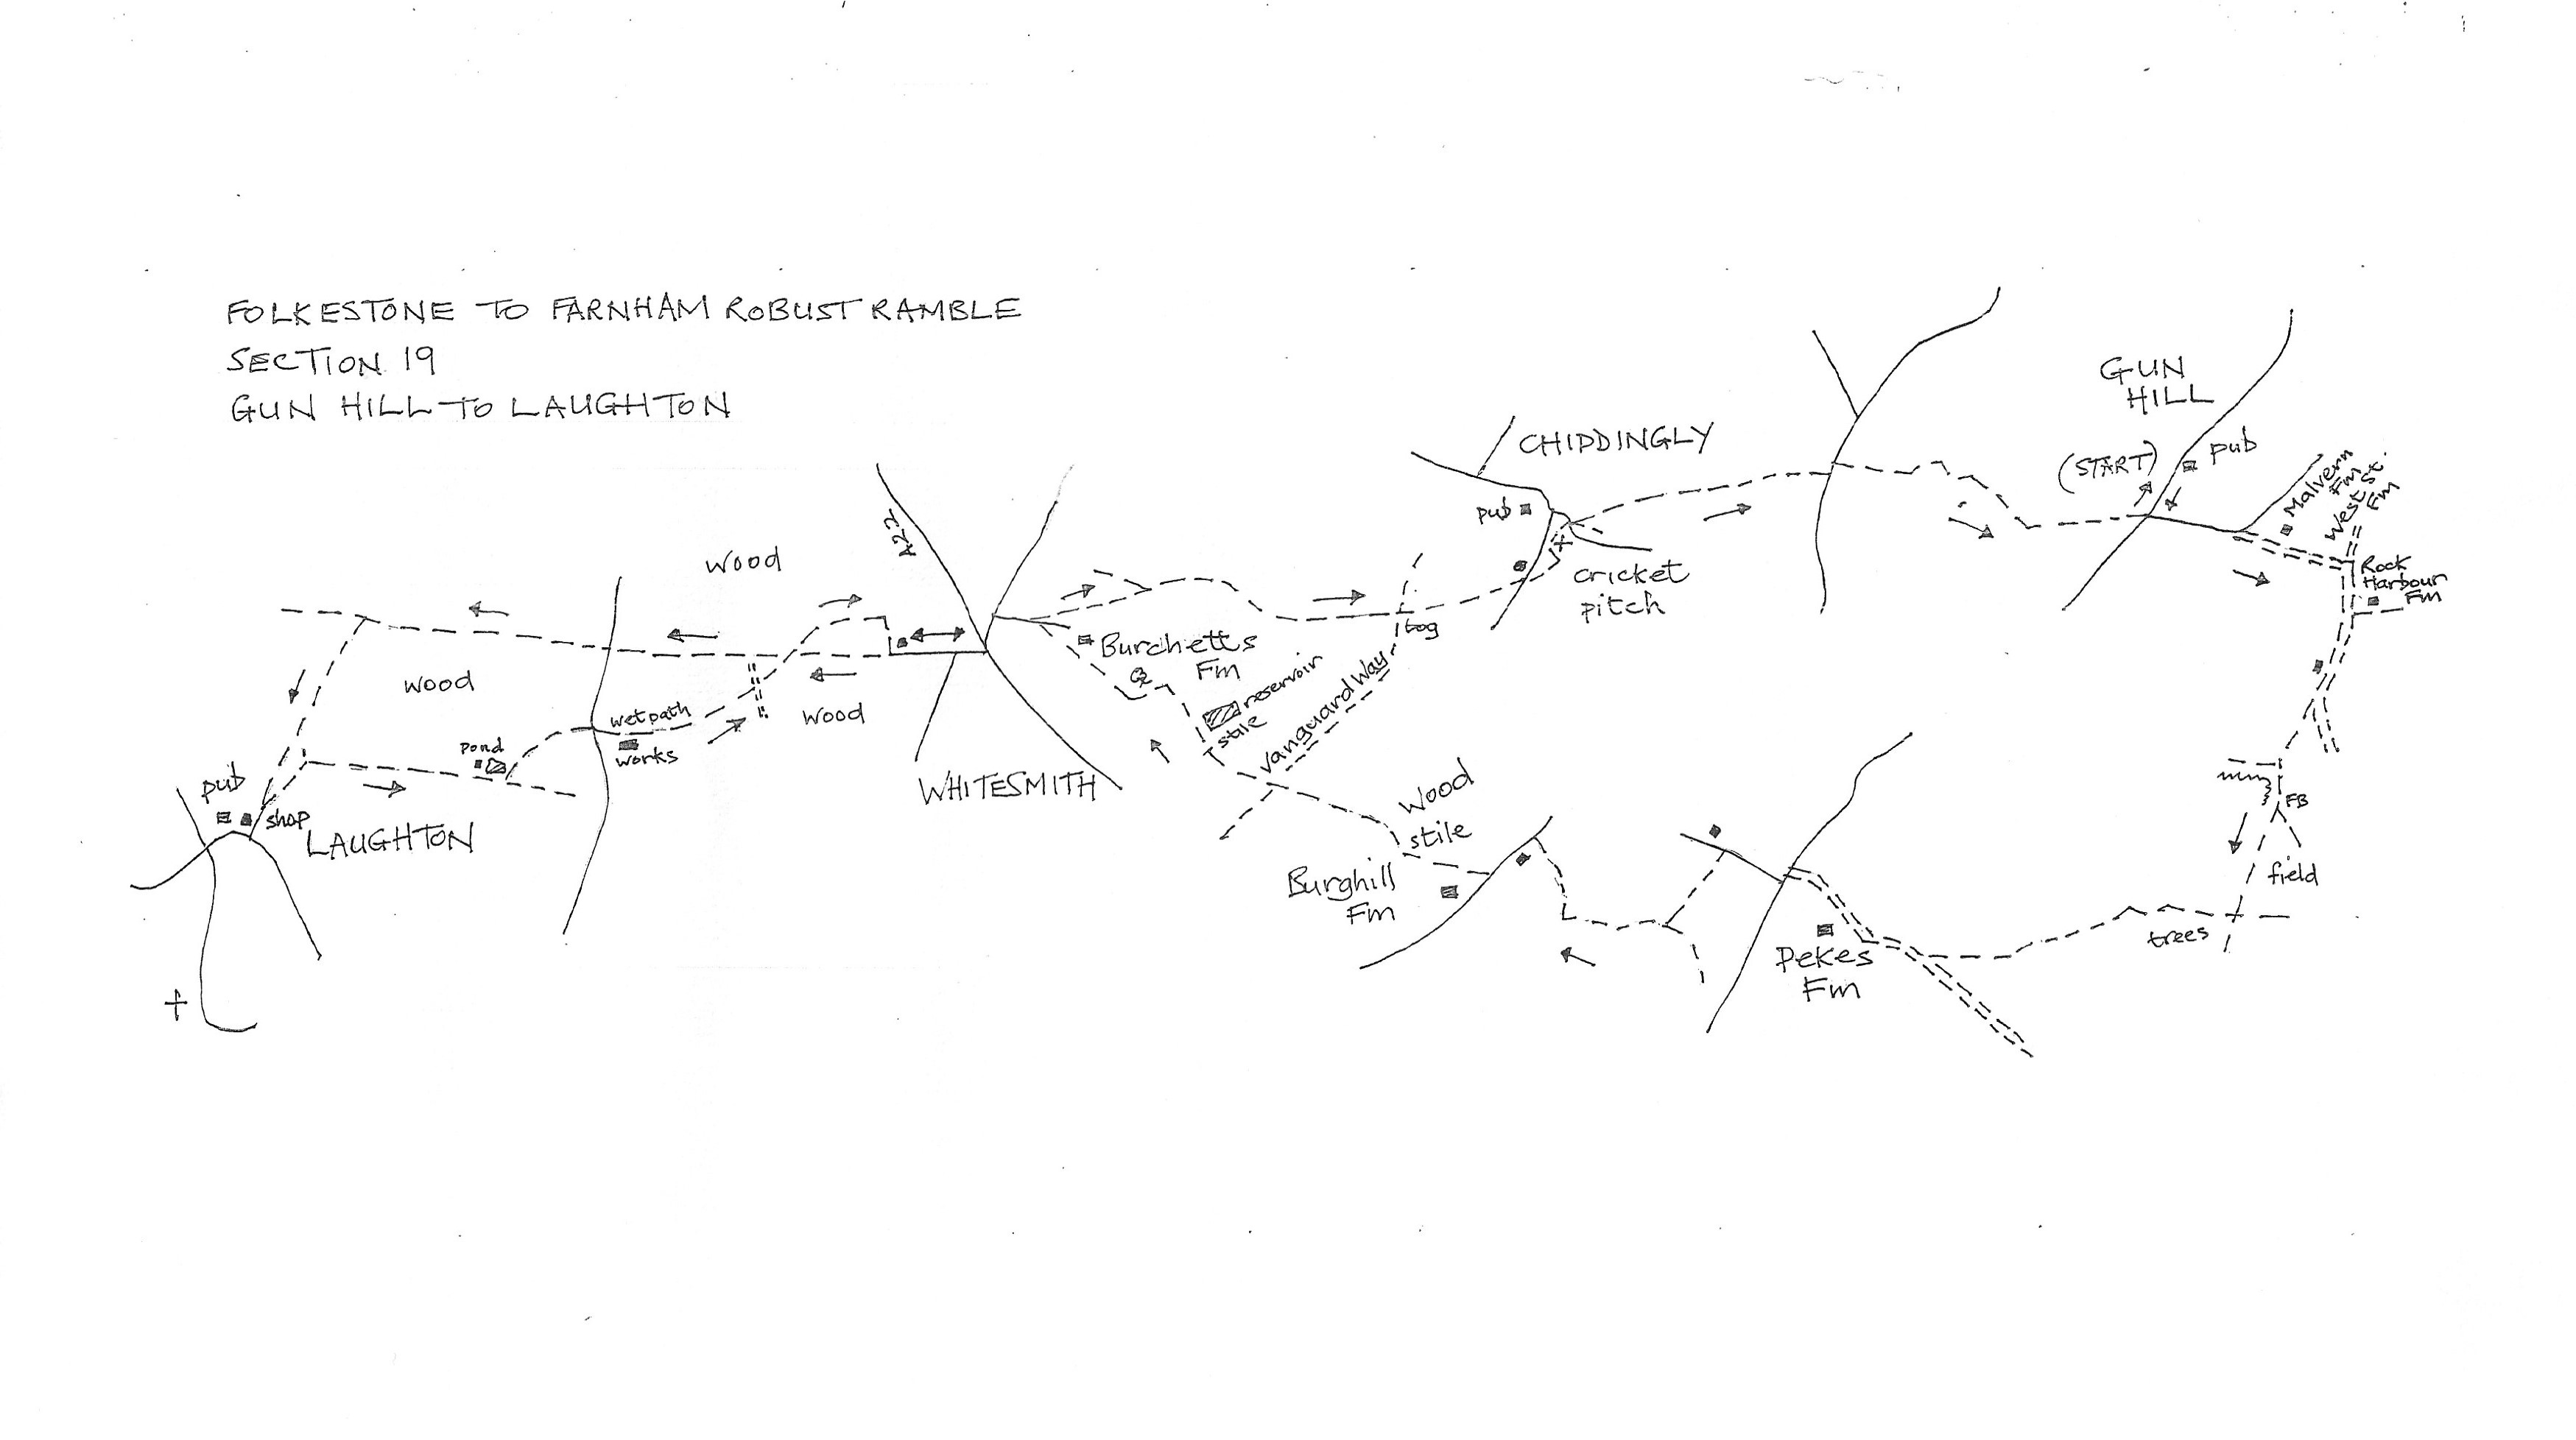 FOLKESTONE TO FARNHAM ROBUST RAMBLE
SECTION 19
GUN HILL TO LAUGHTON
GUN
HILL
(START)
pub
Malvern
Fm
West St.
Fm
Rock
Harbour
Fm
CHIDDINGLY
pub
cricket
pitch
A22
wood
Burchetts
Fm
bog
reservoir
stile
Vanguard Way
wood
wood
wet path
works
pond
WHITESMITH
pub
shop
LAUGHTON
Wood
stile
Burghill
Fm
Pekes
Fm
FB
field
trees